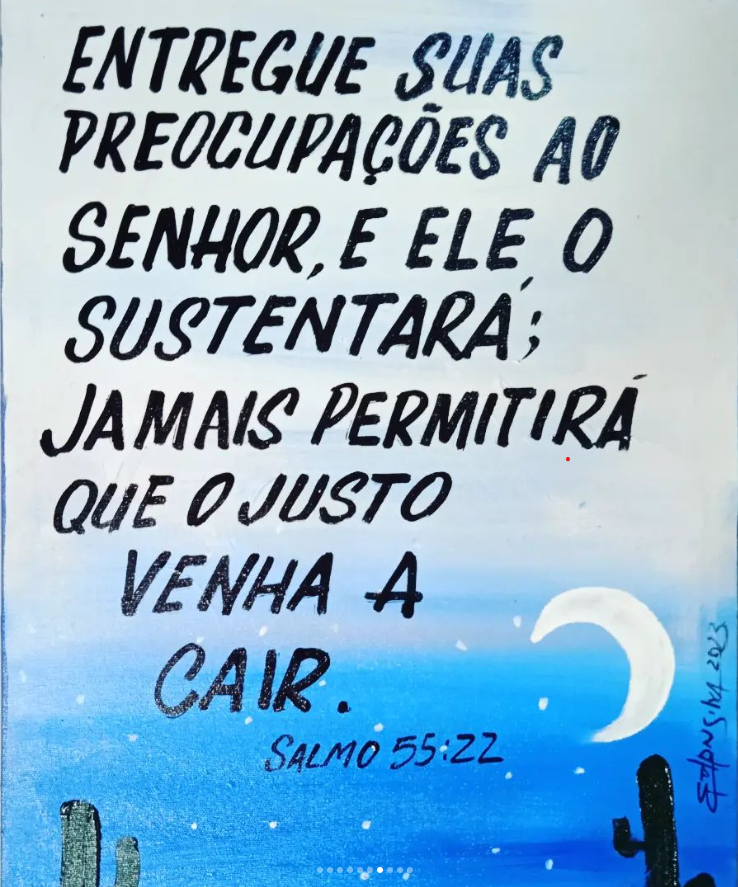 ENTREGUE SUAS
PREOCUPAÇÕES AO
SENHOR, E ELE O
SUSTENTARÁ;
JAMAIS PERMITIRÁ
QUE O JUSTO
VENHA A
CAIR.
SALMO 55:22
2023